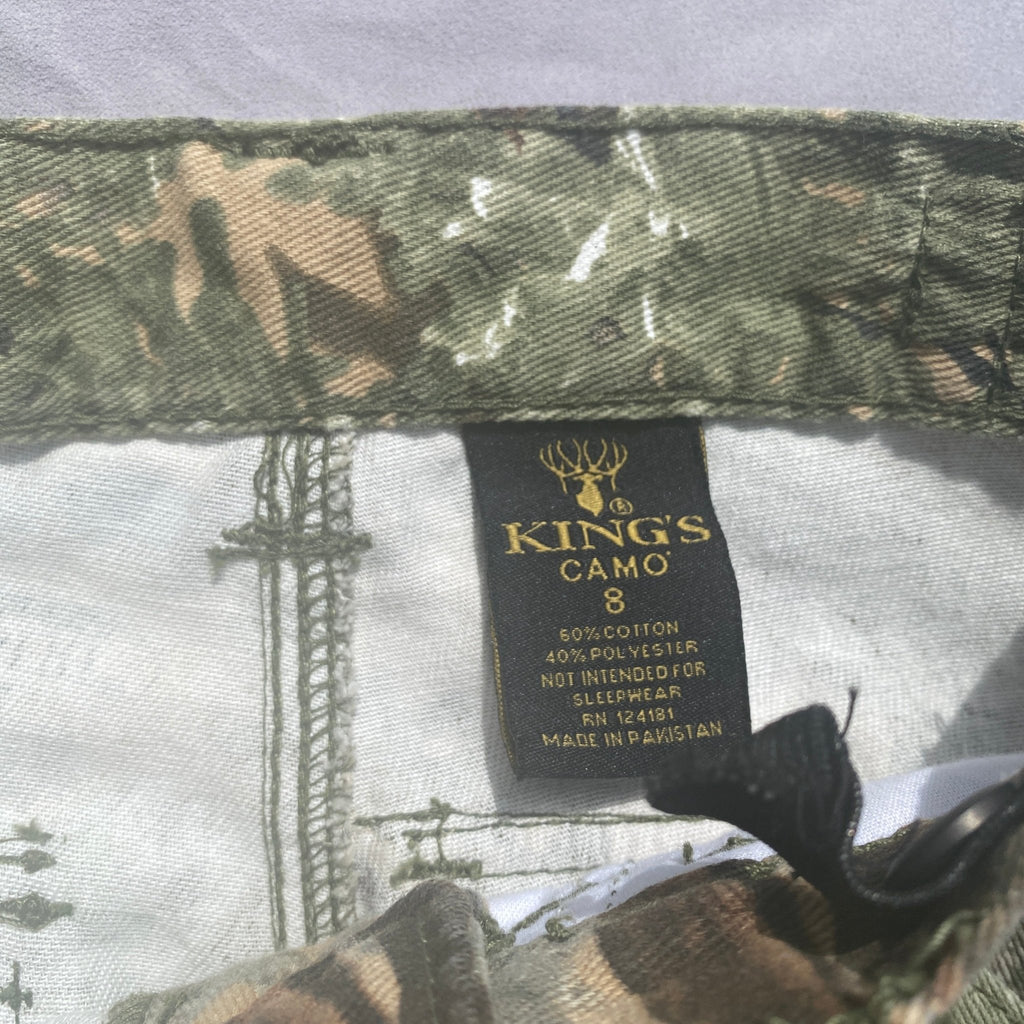 ®
KING'S
CAMO
8
60% COTTON
40% POLYESTER
NOT INTENDED FOR
SLEEPWEAR
RN 124181
MADE IN PAKISTAN